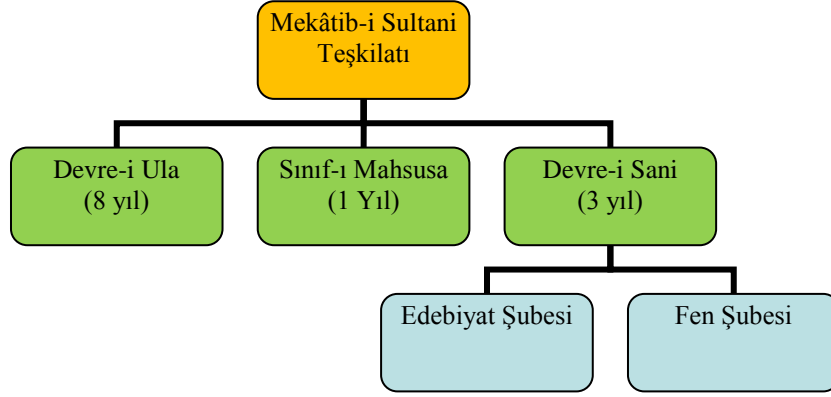 Mekâtib-i Sultani
Teşkilatı
Devre-i Ula
(8 yıl)
Sınıf-ı Mahsusa
(1 Yıl)
Devre-i Sani
(3 yıl)
Edebiyat Şubesi
Fen Şubesi